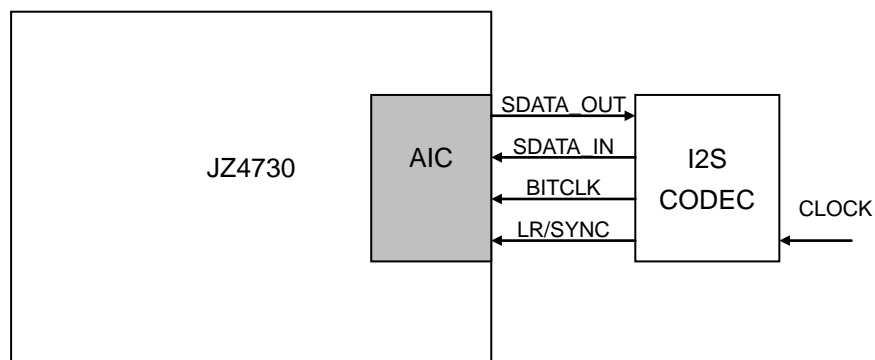 JZ4730
AIC
SDATA_OUT
SDATA_IN
BITCLK
LR/SYNC
I2S
CODEC
CLOCK